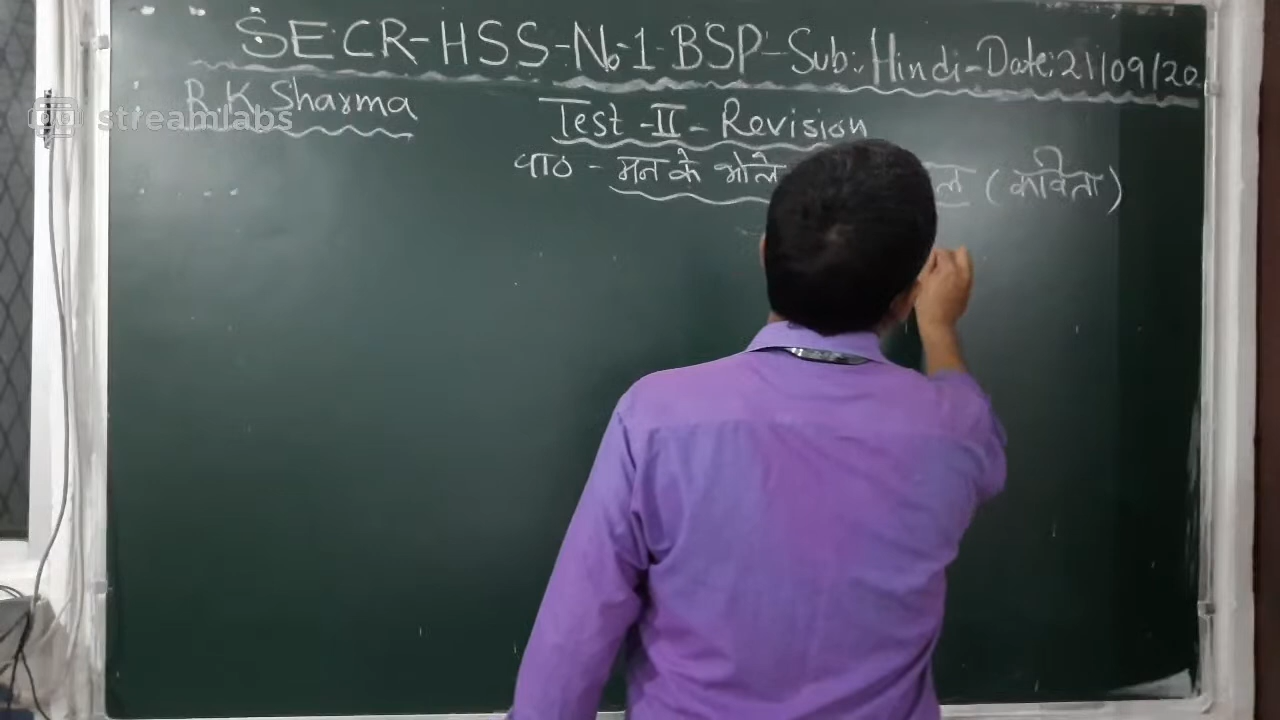 SECR-HSS-No-1-BSP-Sub: Hindi-Date:21/09/20
R.K Sharma
streamlabs
Test-II-Revision
पाठ - मन के भोले (कविता)